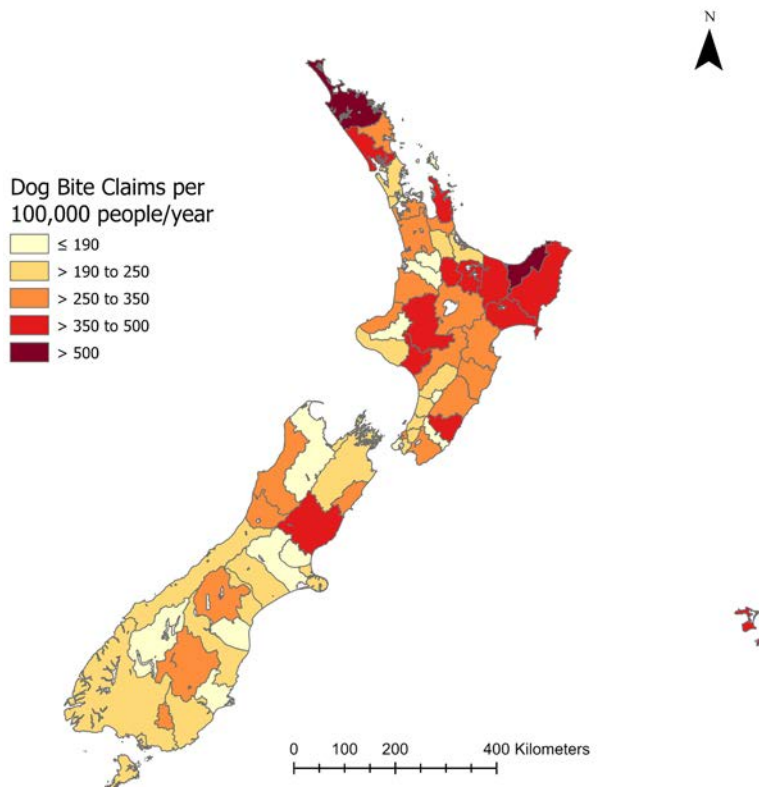 N
Dog Bite Claims per
100,000 people/year
≤ 190
> 190 to 250
> 250 to 350
> 350 to 500
> 500
0 100 200 400 Kilometers